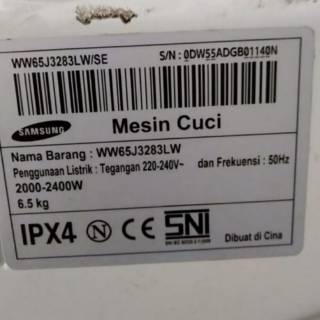 WW65J3283LW/SE S/N : 0DW55ADGB01140N
SAMSUNG Mesin Cuci
Nama Barang : WW65J3283LW
Penggunaan Listrik : Tegangan 220-240V~ dan Frekuensi : 50Hz
2000-2400W
6.5 kg
IPX4 N CE SNI
Dibuat di Cina